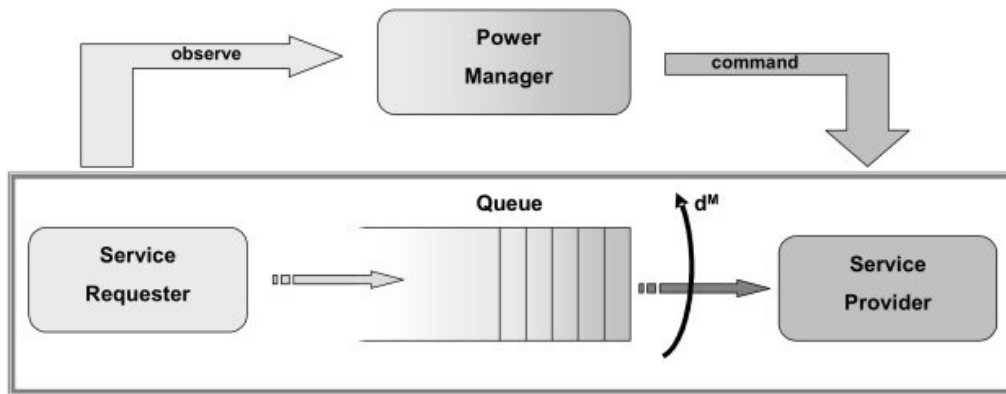 observe
Power
Manager
command
Queue
dᴹ
Service
Requester
Service
Provider